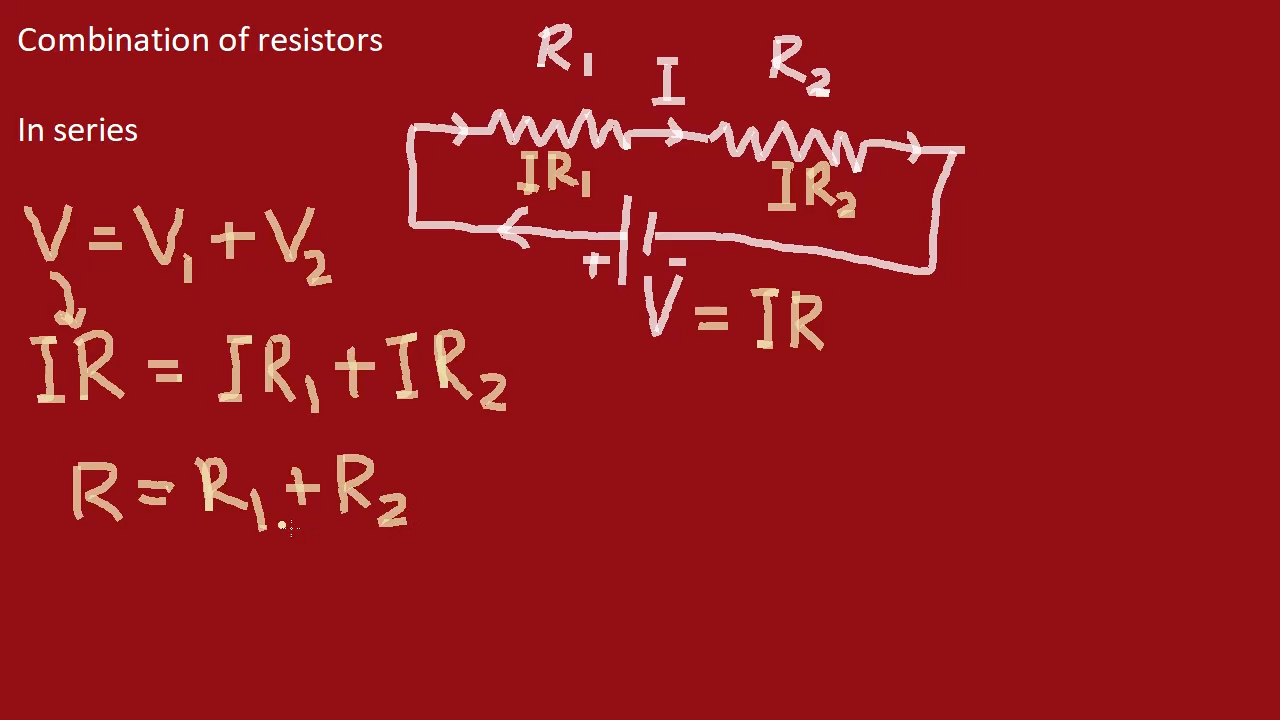 Combination of resistors
R₁ I R₂
In series
IR₁ IR₂
V = V₁ + V₂
+ -
V = IR
IR = IR₁ + IR₂
R = R₁ + R₂